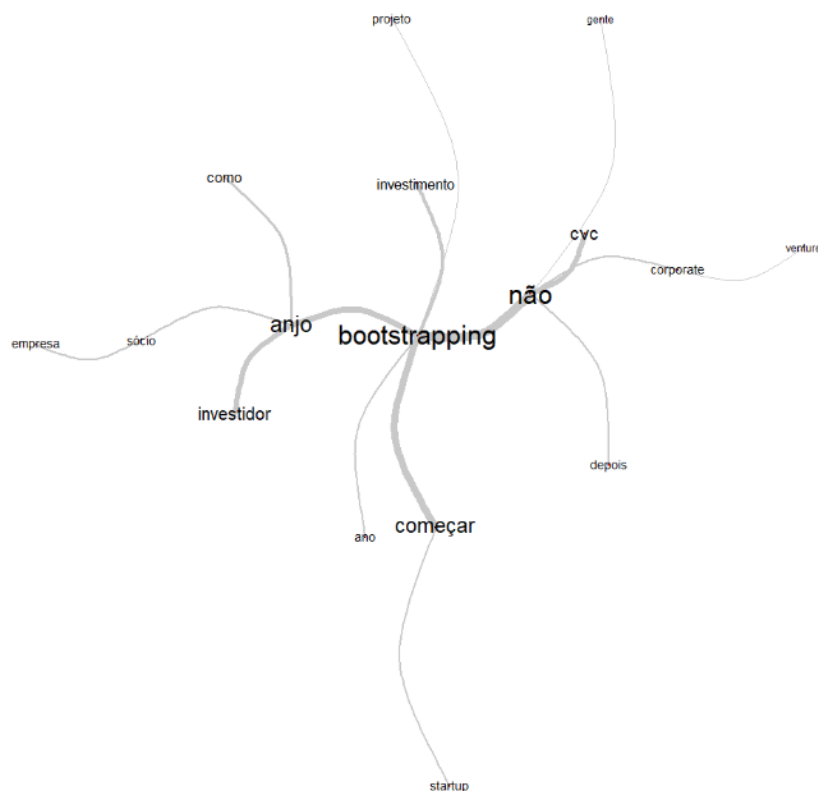 projeto
gente
como
investimento
cvc
corporate
venture
não
anjo
bootstrapping
sócio
empresa
investidor
depois
começar
ano
startup